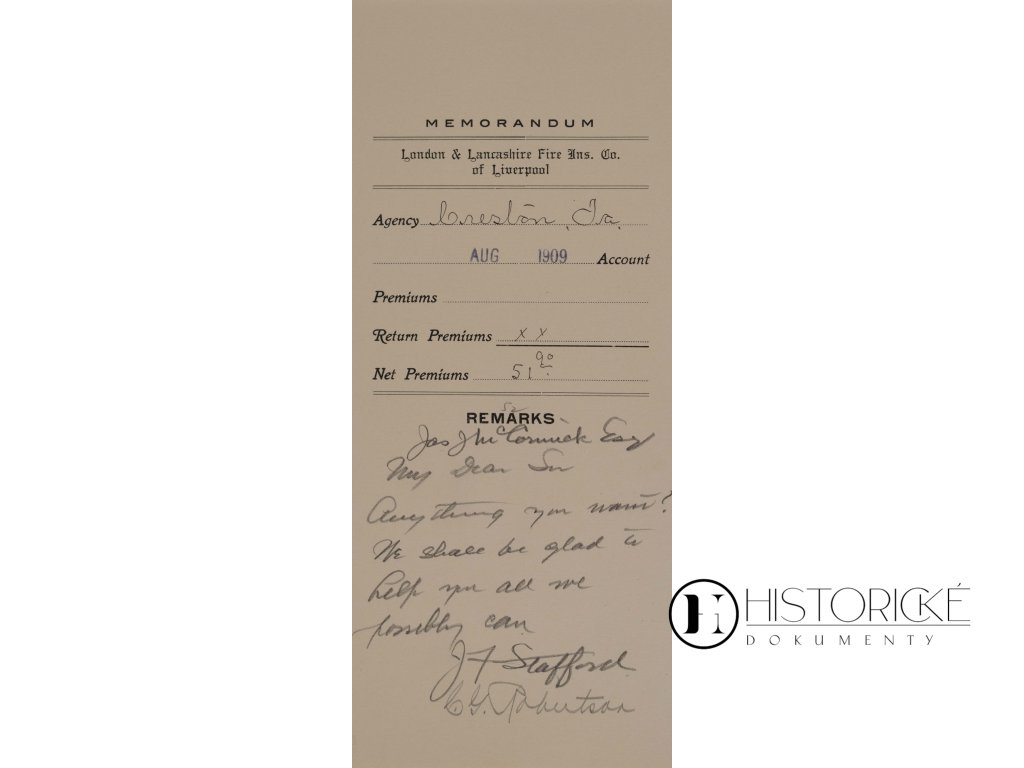 MEMORANDUM
London & Lancashire Fire Ins. Co.
of Liverpool
Agency Creston, Ia.
AUG 1909 Account
Premiums
Return Premiums x x
Net Premiums 51 90
REMARKS
Jas J McCormick Esq
My Dear Sir
Anything you want?
We shall be glad to
help you all we
possibly can
J F Stafford
C. G. Robertson
HISTORICKÉ
DOKUMENTY